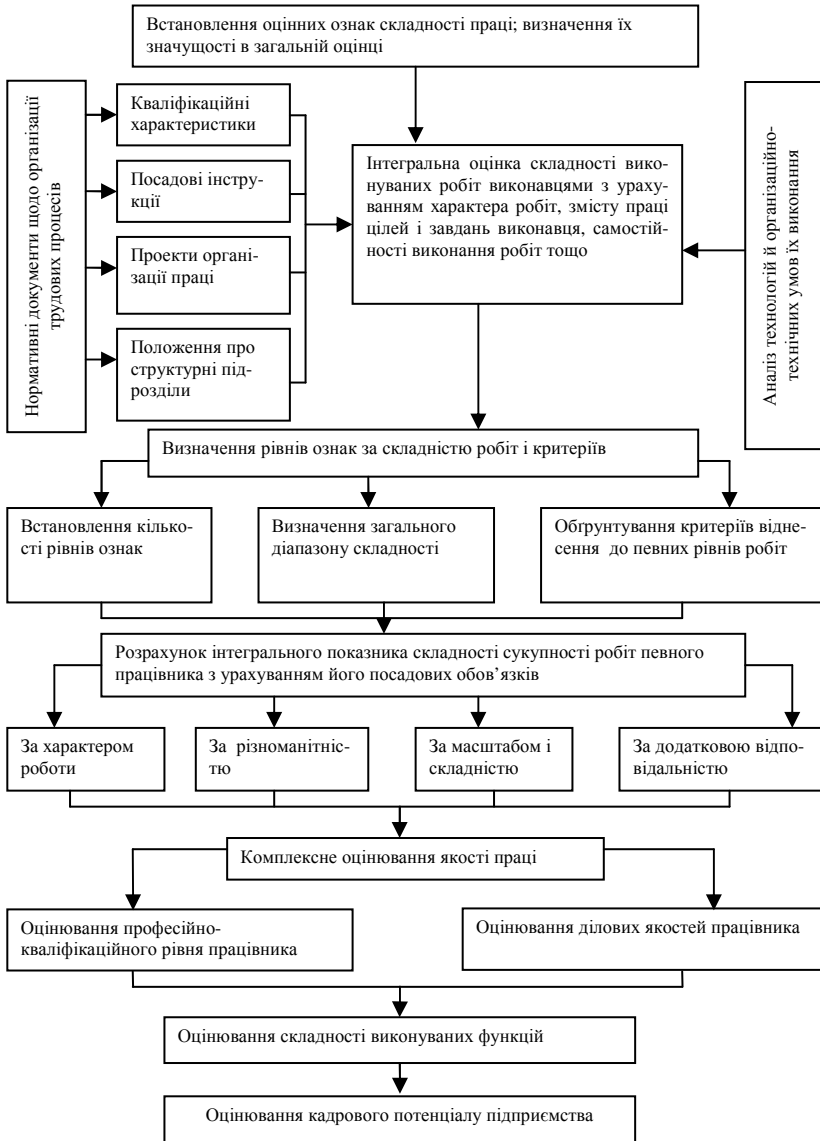 Встановлення оцінних ознак складності праці; визначення їх
значущості в загальній оцінці
Нормативні документи щодо організації
трудових процесів
Кваліфікаційні
характеристики
Посадові інстру-
кції
Проекти органі-
зації праці
Положення про
структурні під-
розділи
Інтегральна оцінка складності вико-
нуваних робіт виконавцями з ураху-
ванням характера робіт, змісту праці
цілей і завдань виконавця, самостій-
ності виконання робіт тощо
Аналіз технологій й організаційно-
технічних умов їх виконання
Визначення рівнів ознак за складністю робіт і критеріїв
Встановлення кілько-
сті рівнів ознак
Визначення загального
діапазону складності
Обґрунтування критеріїв відне-
сення до певних рівнів робіт
Розрахунок інтегрального показника складності сукупності робіт певного
працівника з урахуванням його посадових обов’язків
За характером
роботи
За різноманітніс-
тю
За масштабом і
складністю
За додатковою відпо-
відальністю
Комплексне оцінювання якості праці
Оцінювання професійно-
кваліфікаційного рівня працівника
Оцінювання ділових якостей працівника
Оцінювання складності виконуваних функцій
Оцінювання кадрового потенціалу підприємства